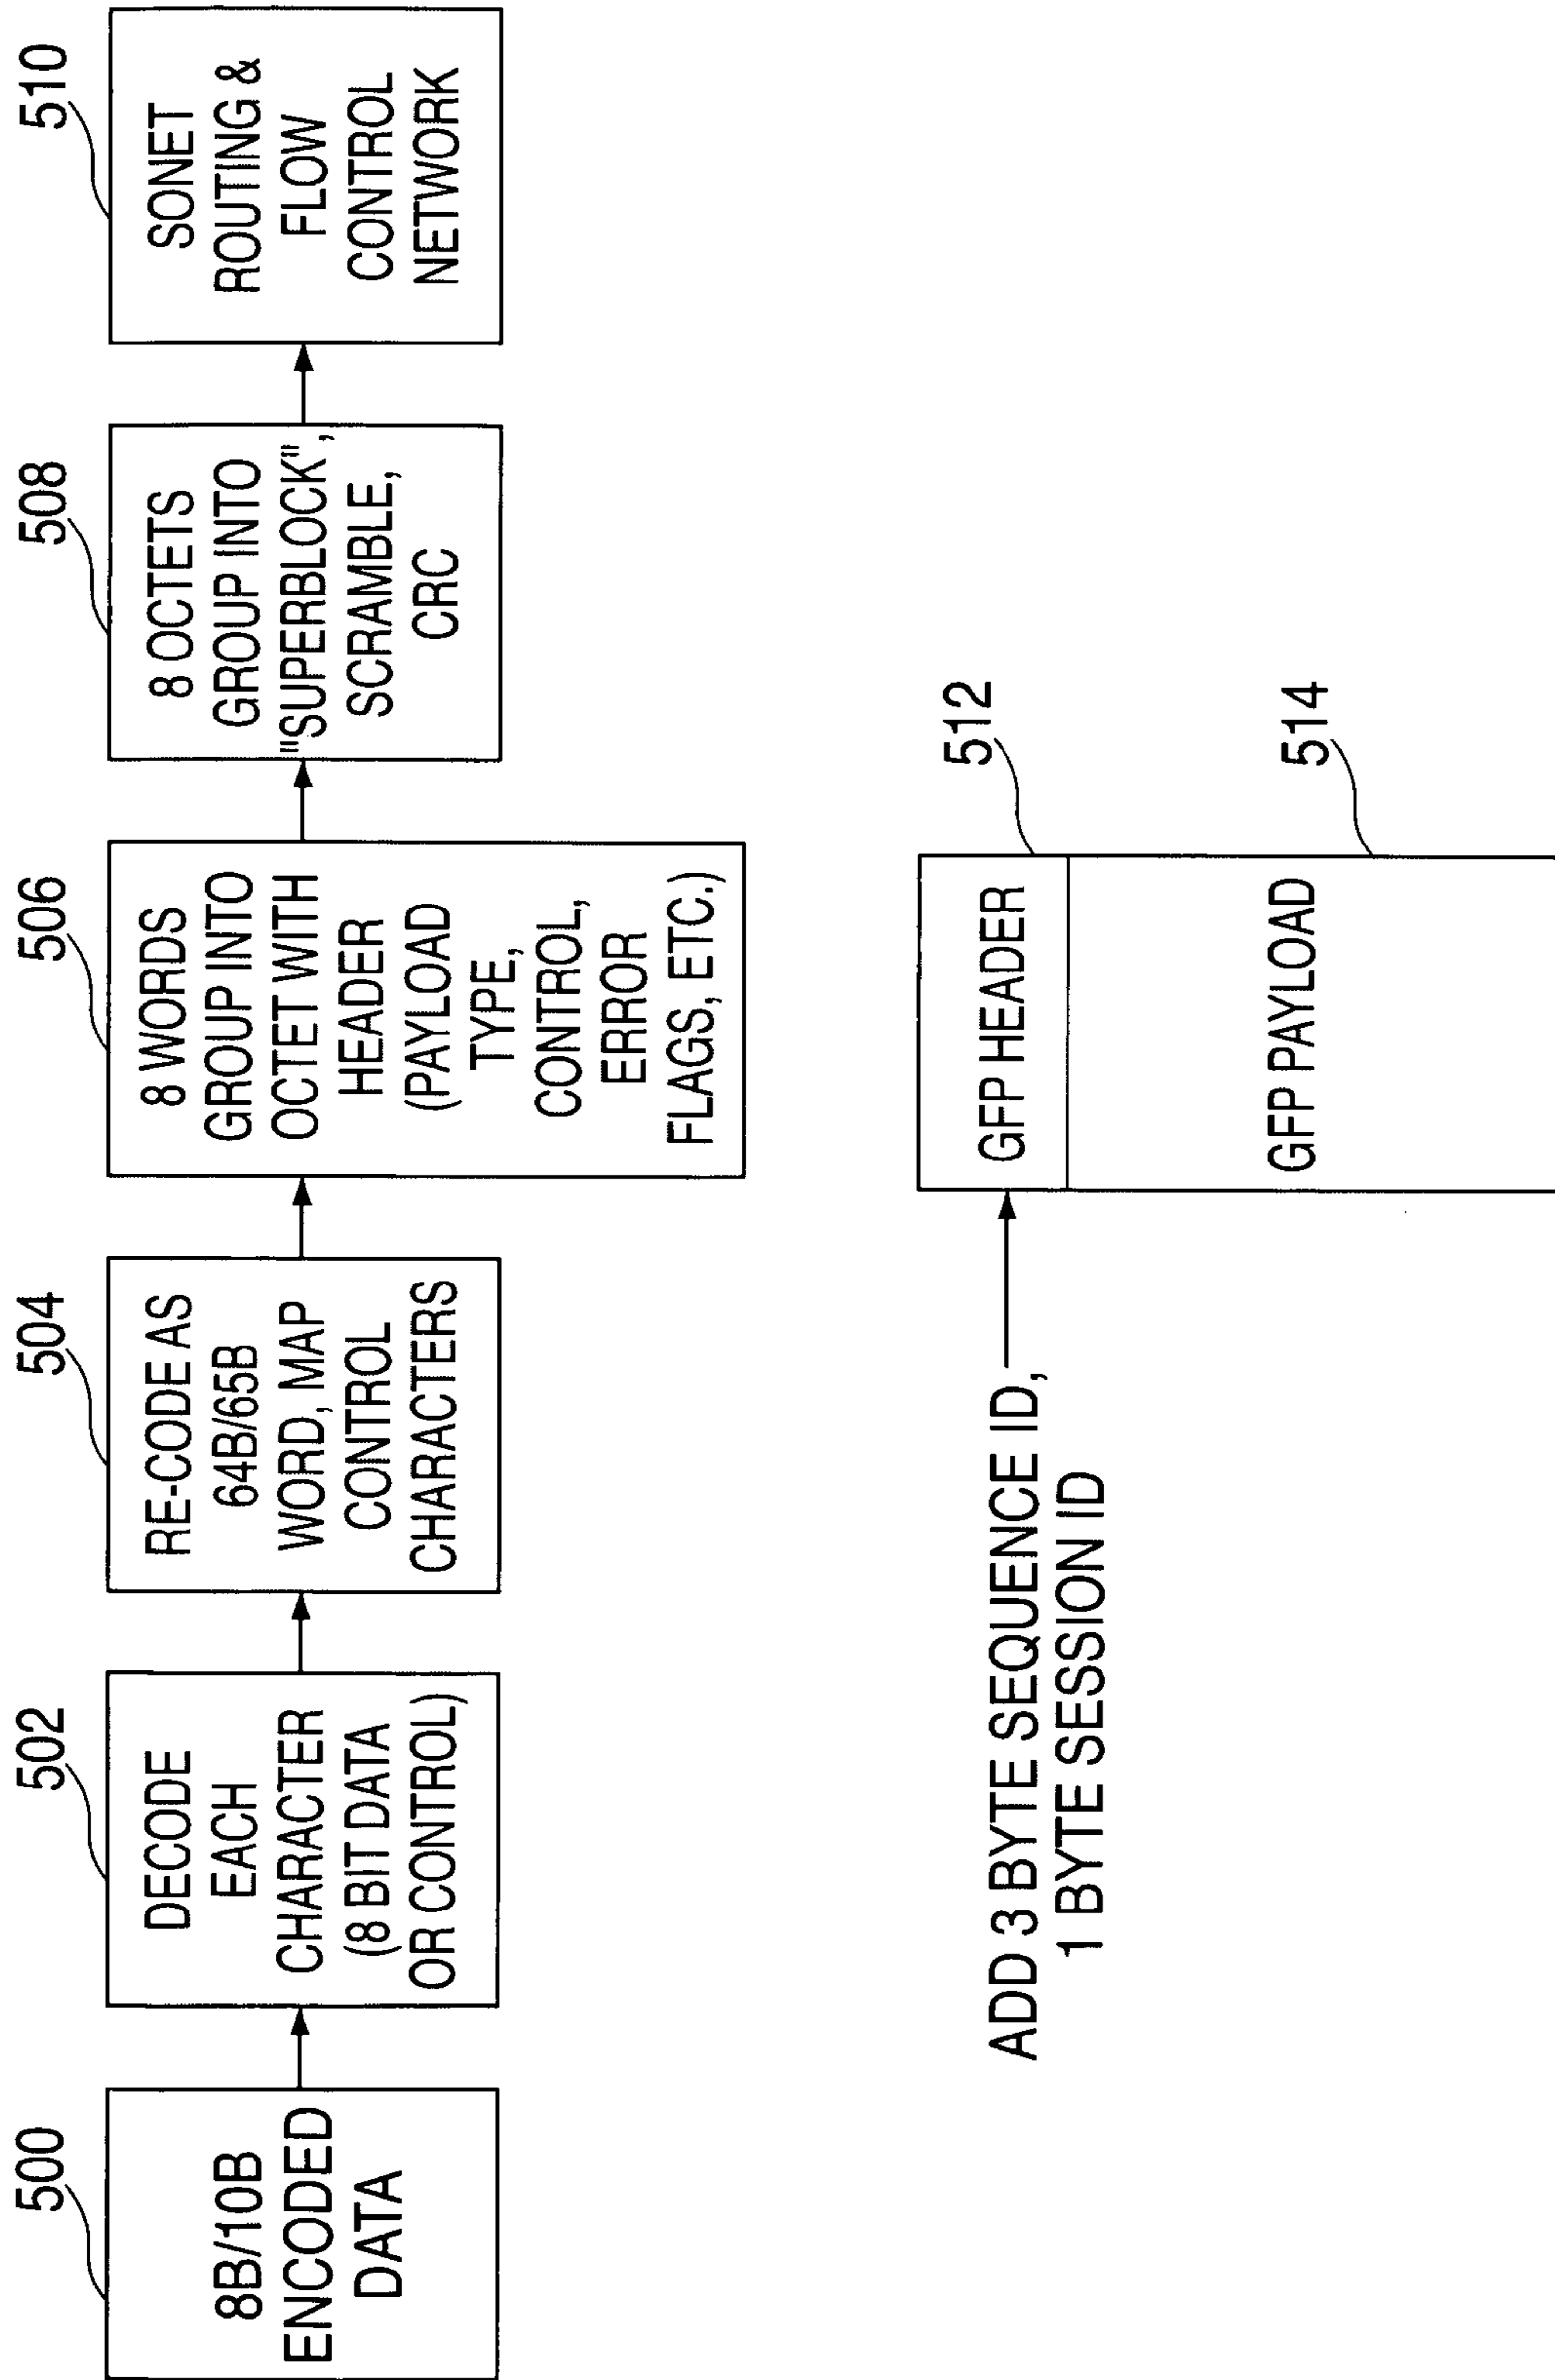 500
8B/10B
ENCODED
DATA
502
DECODE
EACH
CHARACTER
(8 BIT DATA
OR CONTROL)
504
RE-CODE AS
64B/65B
WORD, MAP
CONTROL
CHARACTERS
506
8 WORDS
GROUP INTO
OCTET WITH
HEADER
(PAYLOAD
TYPE,
CONTROL,
ERROR
FLAGS, ETC.)
508
8 OCTETS
GROUP INTO
"SUPERBLOCK",
SCRAMBLE,
CRC
510
SONET
ROUTING &
FLOW
CONTROL
NETWORK
ADD 3 BYTE SEQUENCE ID,
1 BYTE SESSION ID
GFP HEADER
512
GFP PAYLOAD
514